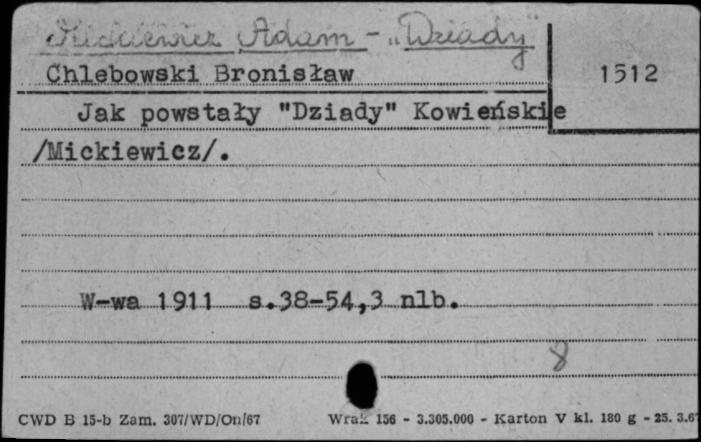 Mickiewicz Adam - "Dziady"
Chlebowski Bronisław
1512
Jak powstały "Dziady" Kowieńskie
/Mickiewicz/.
W-wa 1911 s.38-54,3 nlb.
8
CWD B 15-b Zam. 307/WD/On/67 Wrak 156 - 3.305.000 - Karton V kl. 180 g - 25. 3.67